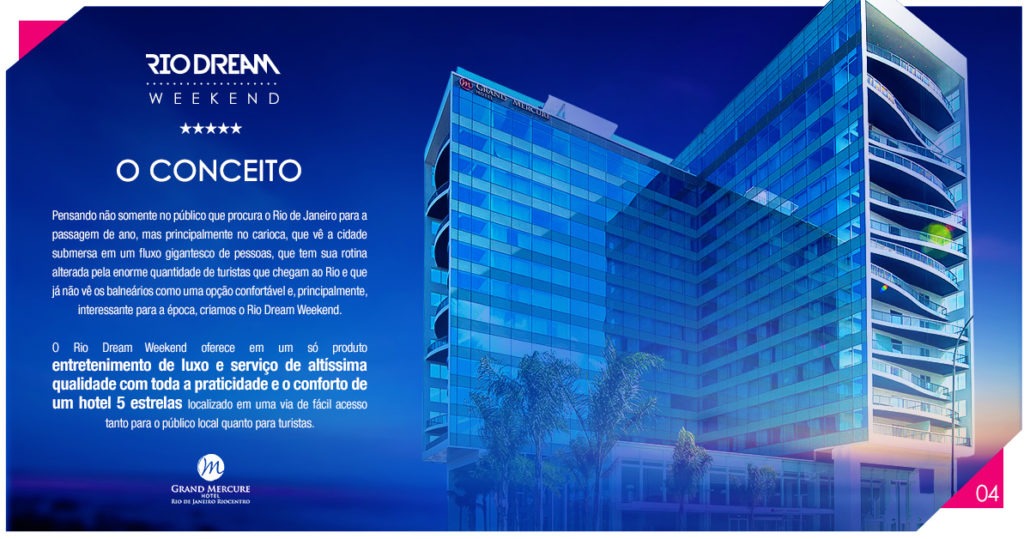 RIO DREAM
WEEKEND
★★★★★
O CONCEITO
Pensando não somente no público que procura o Rio de Janeiro para a
passagem de ano, mas principalmente no carioca, que vê a cidade
submersa em um fluxo gigantesco de pessoas, que tem sua rotina
alterada pela enorme quantidade de turistas que chegam ao Rio e que
já não vê os balneários como uma opção confortável e, principalmente,
interessante para a época, criamos o Rio Dream Weekend.
O Rio Dream Weekend oferece em um só produto
entretenimento de luxo e serviço de altíssima
qualidade com toda a praticidade e o conforto de
um hotel 5 estrelas localizado em uma via de fácil acesso
tanto para o público local quanto para turistas.
m
GRAND MERCURE
HÔTEL
RIO DE JANEIRO RIOCENTRO
m GRAND MERCURE
HOTEL
04